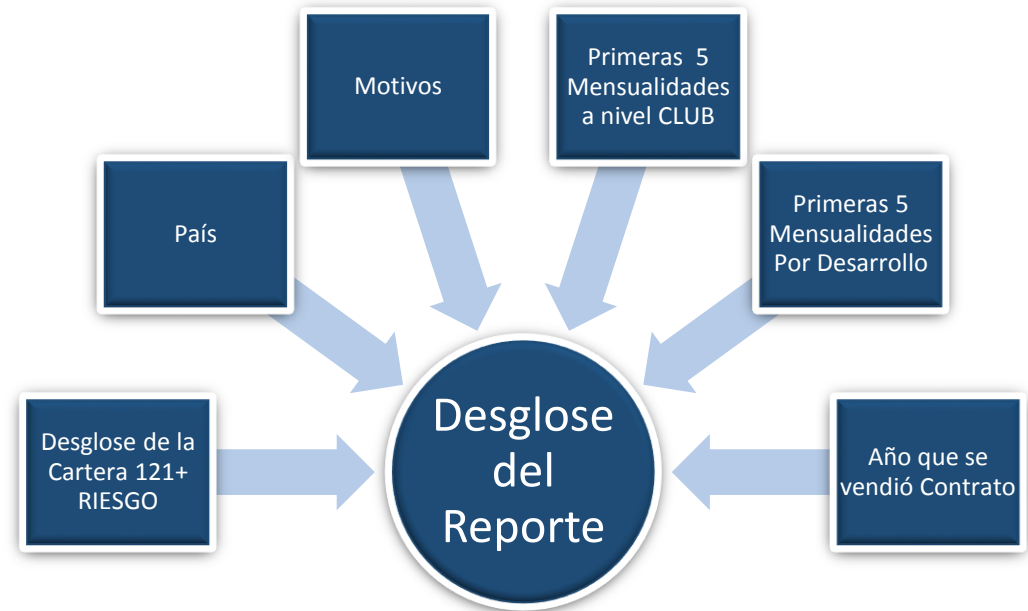 Motivos
Primeras 5
Mensualidades
a nivel CLUB
País
Primeras 5
Mensualidades
Por Desarrollo
Desglose de la
Cartera 121+
RIESGO
Desglose
del
Reporte
Año que se
vendió Contrato